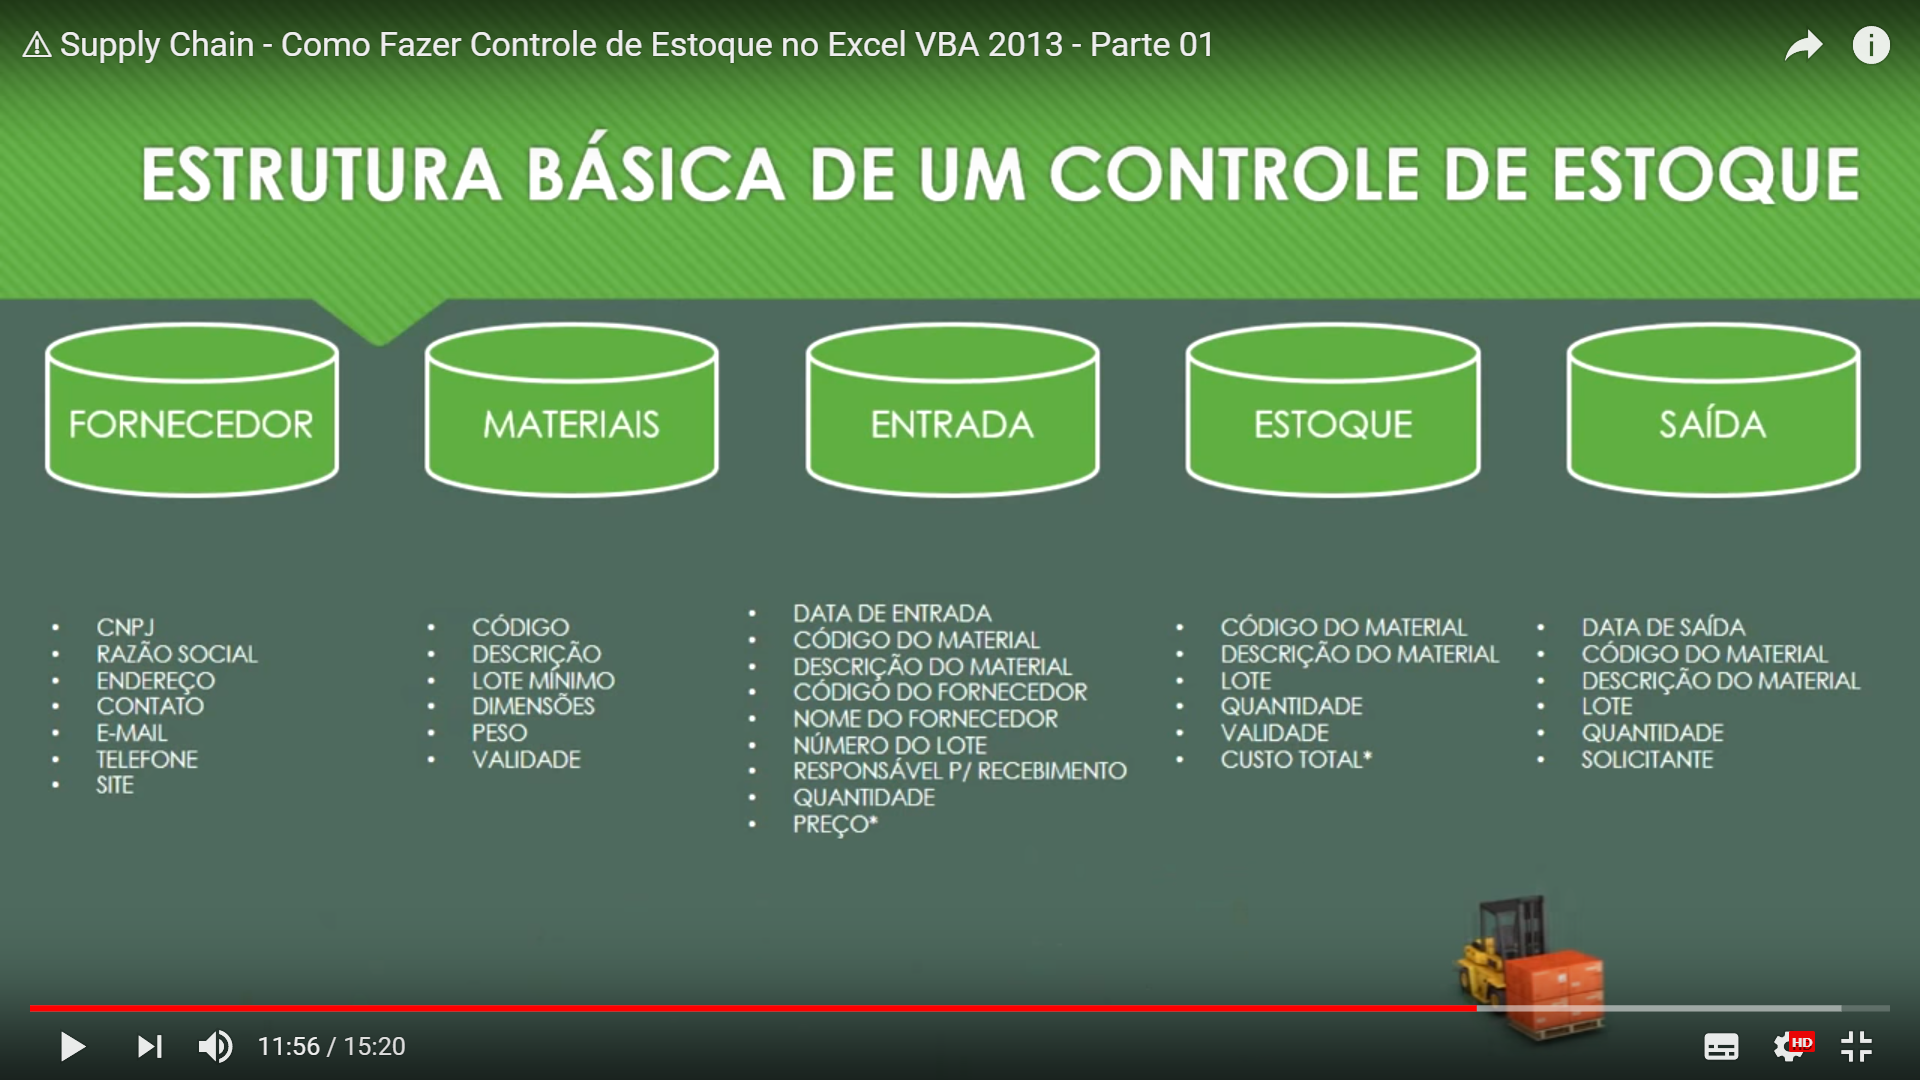 ⚠ Supply Chain - Como Fazer Controle de Estoque no Excel VBA 2013 - Parte 01
ESTRUTURA BÁSICA DE UM CONTROLE DE ESTOQUE
FORNECEDOR
MATERIAIS
ENTRADA
ESTOQUE
SAÍDA
• CNPJ
• RAZÃO SOCIAL
• ENDEREÇO
• CONTATO
• E-MAIL
• TELEFONE
• SITE
• CÓDIGO
• DESCRIÇÃO
• LOTE MÍNIMO
• DIMENSÕES
• PESO
• VALIDADE
• DATA DE ENTRADA
• CÓDIGO DO MATERIAL
• DESCRIÇÃO DO MATERIAL
• CÓDIGO DO FORNECEDOR
• NOME DO FORNECEDOR
• NÚMERO DO LOTE
• RESPONSÁVEL P/ RECEBIMENTO
• QUANTIDADE
• PREÇO*
• CÓDIGO DO MATERIAL
• DESCRIÇÃO DO MATERIAL
• LOTE
• QUANTIDADE
• VALIDADE
• CUSTO TOTAL*
• DATA DE SAÍDA
• CÓDIGO DO MATERIAL
• DESCRIÇÃO DO MATERIAL
• LOTE
• QUANTIDADE
• SOLICITANTE
11:56 / 15:20
HD